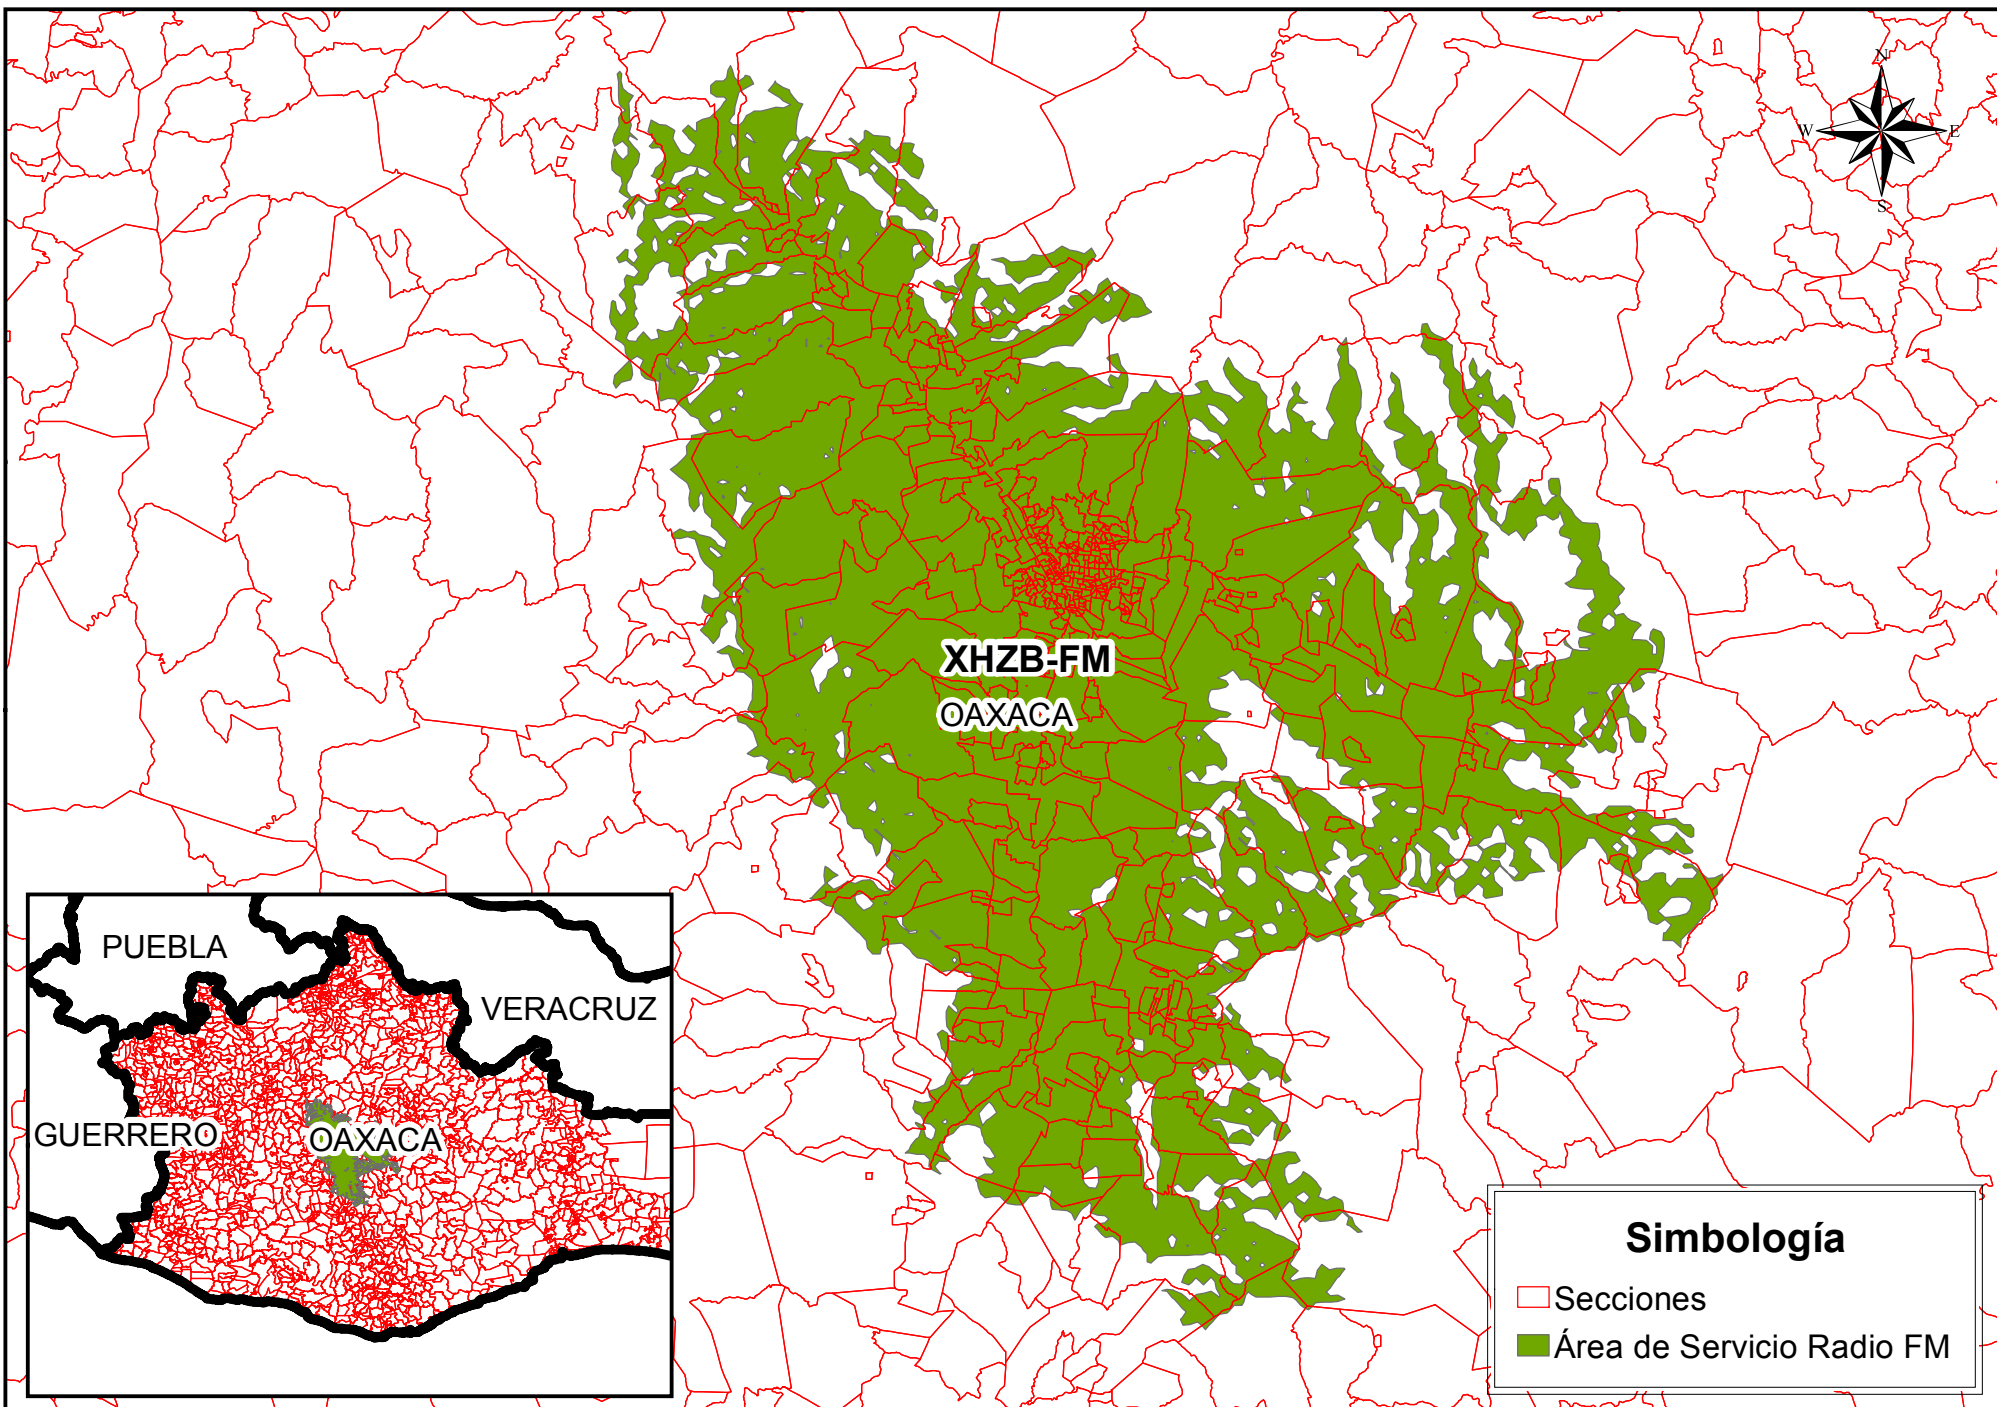 N
W E
S
XHZB-FM
OAXACA
PUEBLA
VERACRUZ
GUERRERO
OAXACA
Simbología
Secciones
Área de Servicio Radio FM